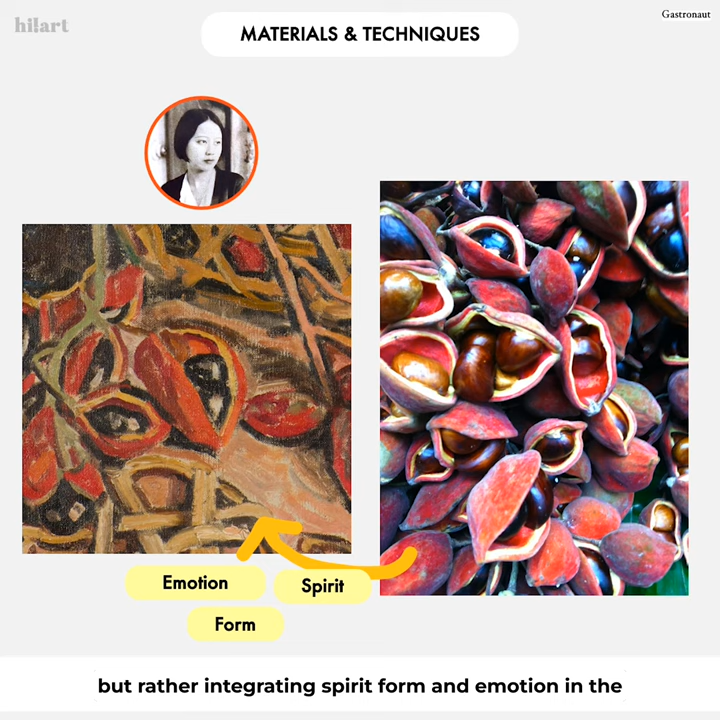 hilart
MATERIALS & TECHNIQUES
Gastronaut
Emotion
Spirit
Form
but rather integrating spirit form and emotion in the